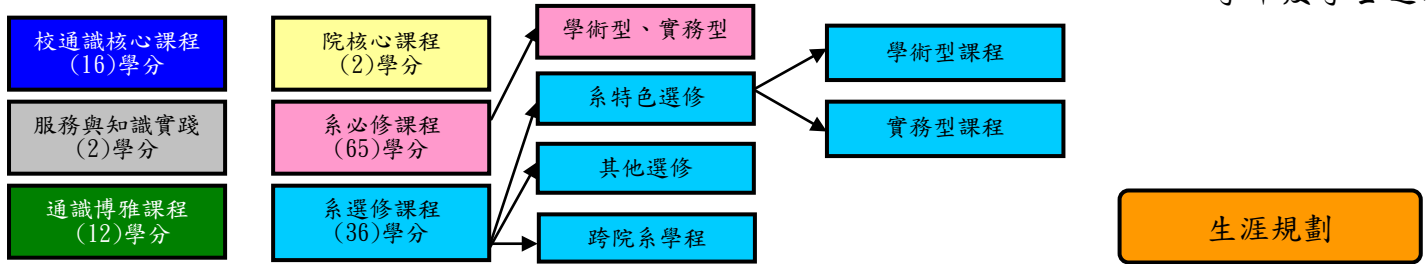 校通識核心課程
(16)學分
服務與知識實踐
(2)學分
通識博雅課程
(12)學分
院核心課程
(2)學分
系必修課程
(65)學分
系選修課程
(36)學分
學術型、實務型
系特色選修
其他選修
跨院系學程
學術型課程
實務型課程
生涯規劃